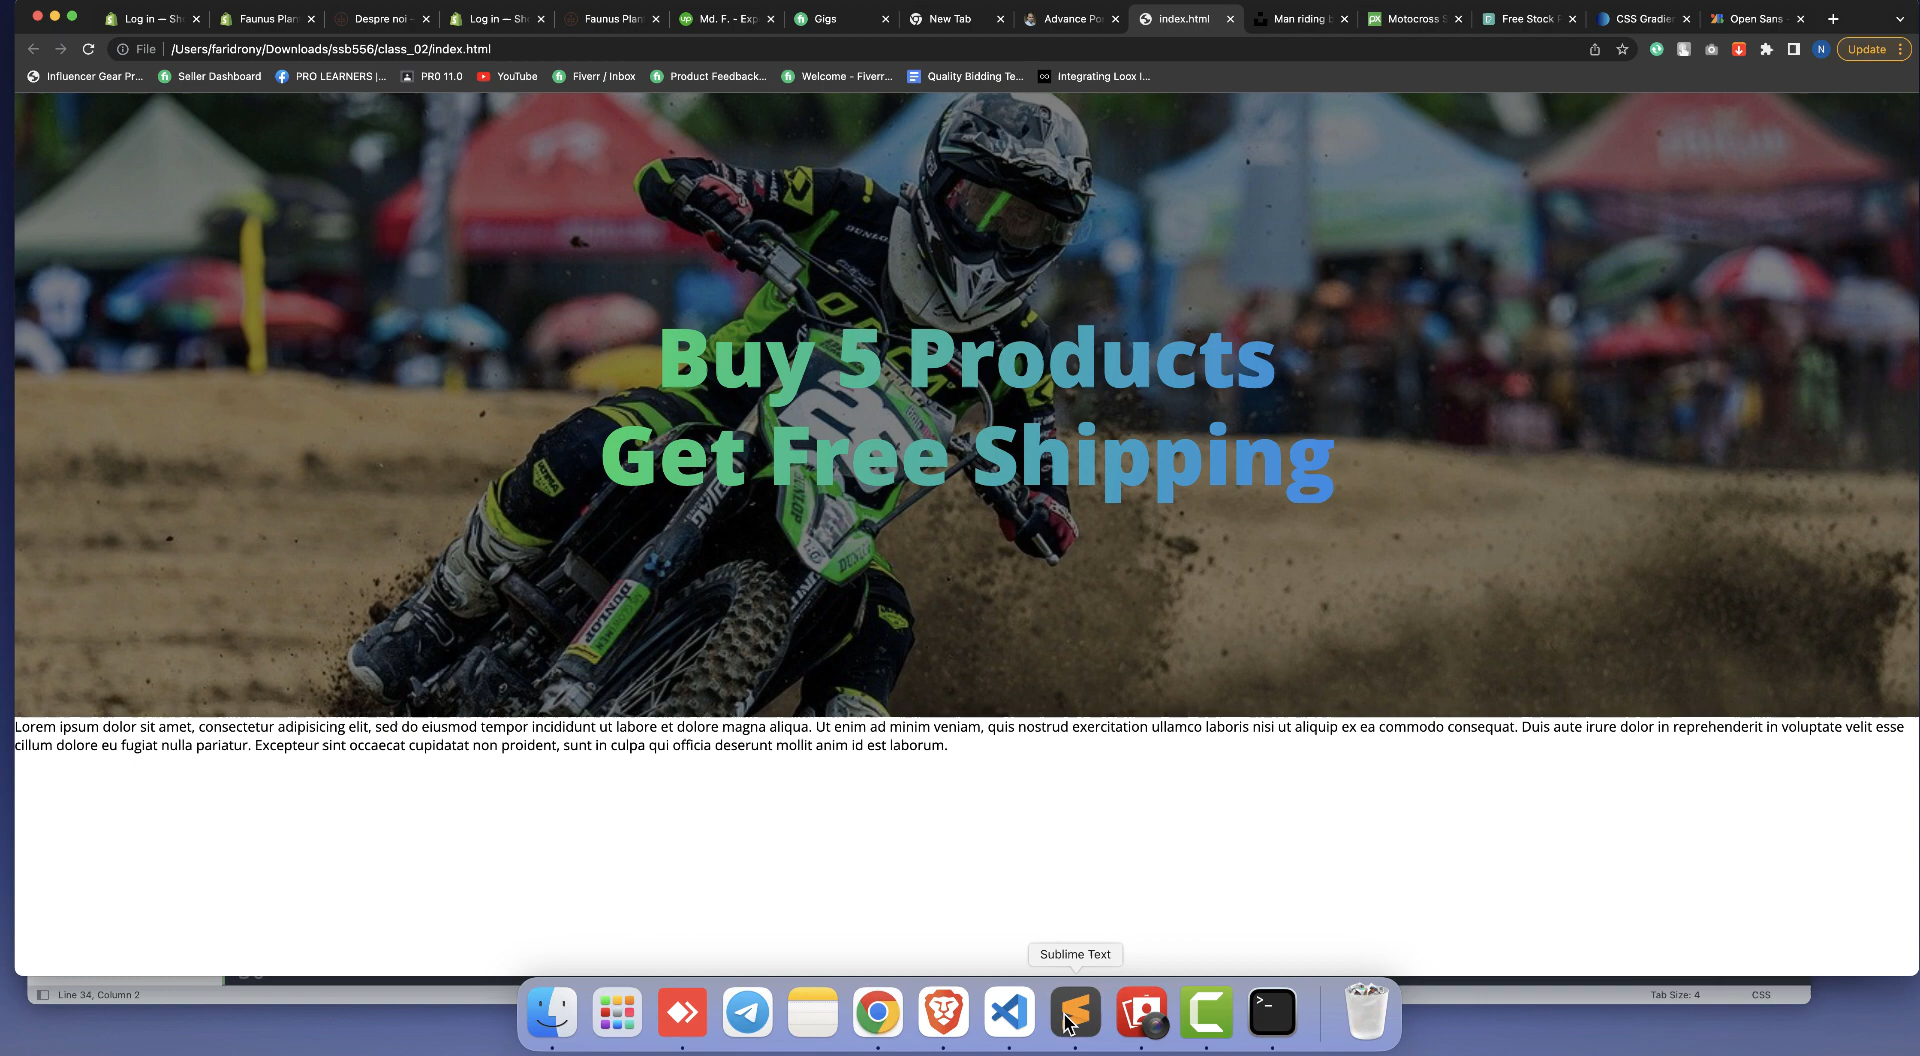 Log in — Sh
Faunus Plan
Despre noi –
Log in — Sh
Faunus Plan
Md. F. - Exp
Gigs
New Tab
Advance Po
index.html
Man riding
Motocross S
Free Stock P
CSS Gradier
Open Sans -
File
/Users/faridrony/Downloads/ssb556/class_02/index.html
N
Update
Influencer Gear Pr...
Seller Dashboard
PRO LEARNERS |...
PR0 11.0
YouTube
Fiverr / Inbox
Product Feedback...
Welcome - Fiverr...
Quality Bidding Te...
Integrating Loox I...
DUNLOP
Buy 5 Products
Get Free Shipping
DUNLOP
Lorem ipsum dolor sit amet, consectetur adipisicing elit, sed do eiusmod tempor incididunt ut labore et dolore magna aliqua. Ut enim ad minim veniam, quis nostrud exercitation ullamco laboris nisi ut aliquip ex ea commodo consequat. Duis aute irure dolor in reprehenderit in voluptate velit esse
cillum dolore eu fugiat nulla pariatur. Excepteur sint occaecat cupidatat non proident, sunt in culpa qui officia deserunt mollit anim id est laborum.
Sublime Text
Line 34, Column 2
Tab Size: 4
CSS